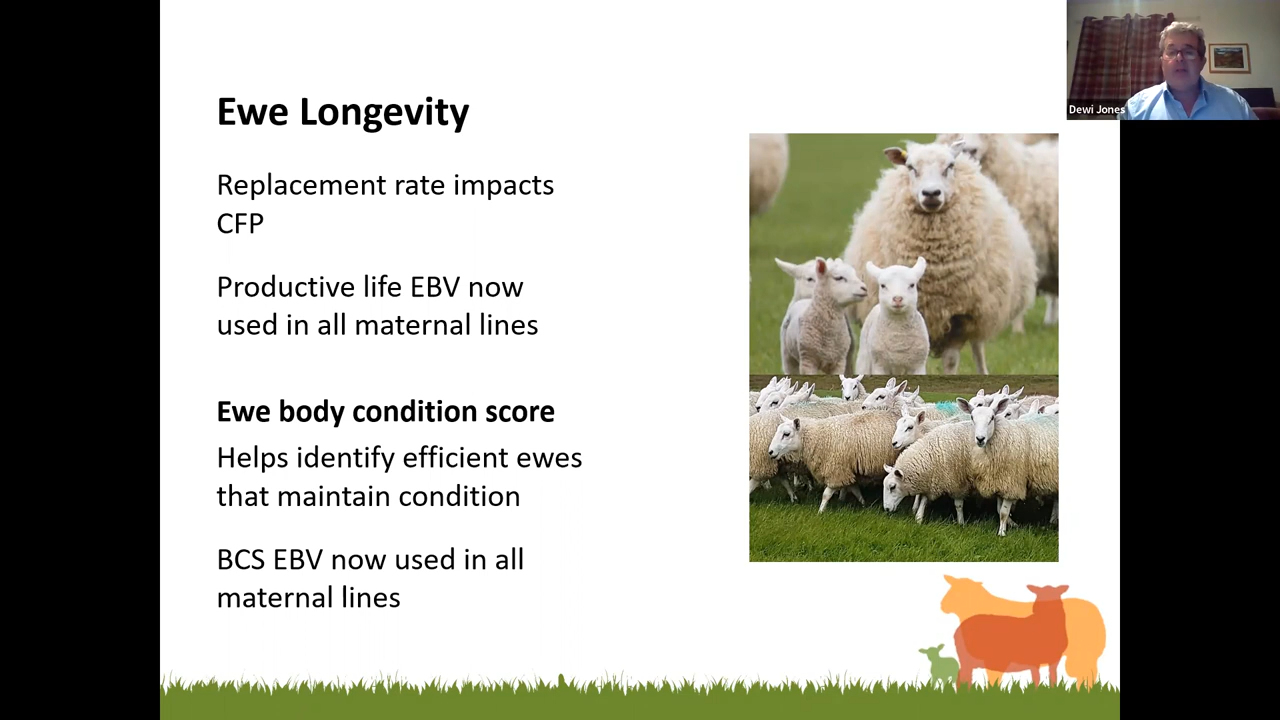 Ewe Longevity
Replacement rate impacts
CFP
Productive life EBV now
used in all maternal lines
Ewe body condition score
Helps identify efficient ewes
that maintain condition
BCS EBV now used in all
maternal lines
Dewi Jones